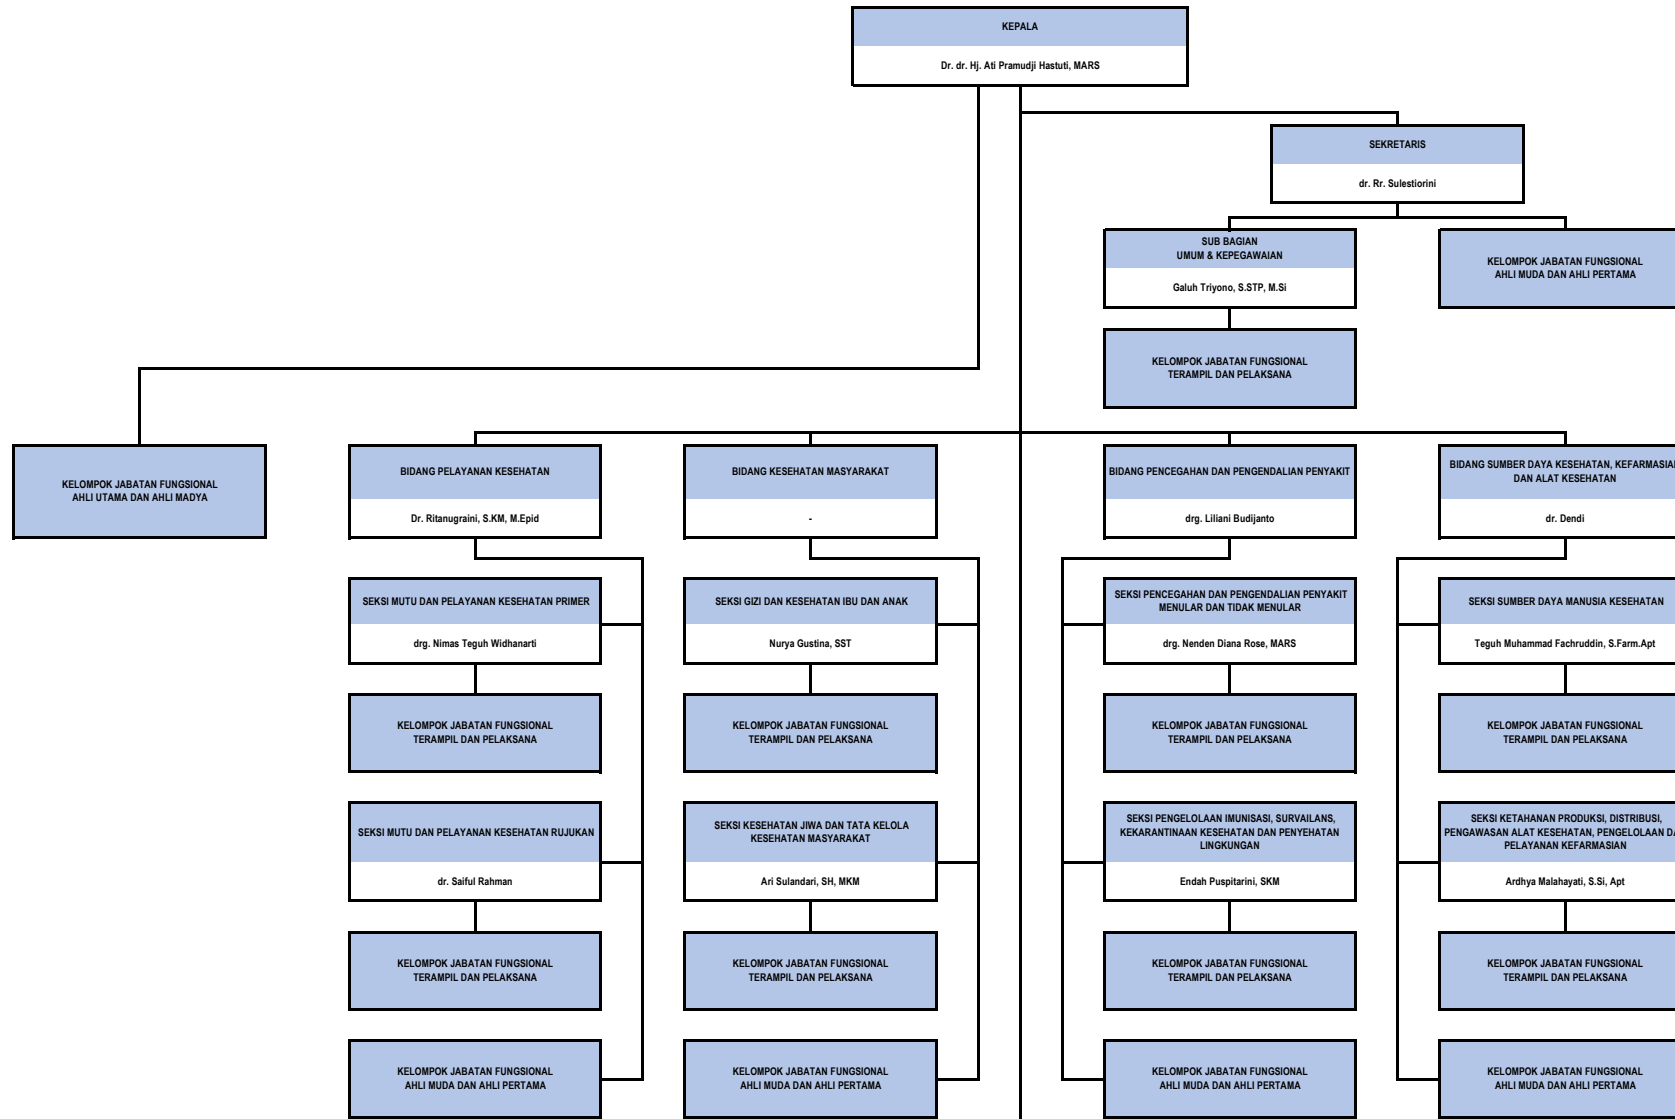 KEPALA
Dr. dr. Hj. Ati Pramudji Hastuti, MARS
SEKRETARIS
dr. Rr. Sulestiorini
SUB BAGIAN
UMUM & KEPEGAWAIAN
Galuh Triyono, S.STP, M.Si
KELOMPOK JABATAN FUNGSIONAL
AHLI MUDA DAN AHLI PERTAMA
KELOMPOK JABATAN FUNGSIONAL
TERAMPIL DAN PELAKSANA
KELOMPOK JABATAN FUNGSIONAL
AHLI UTAMA DAN AHLI MADYA
BIDANG PELAYANAN KESEHATAN
Dr. Ritanugraini, S.KM, M.Epid
BIDANG KESEHATAN MASYARAKAT
-
BIDANG PENCEGAHAN DAN PENGENDALIAN PENYAKIT
drg. Liliani Budijanto
BIDANG SUMBER DAYA KESEHATAN, KEFARMASIAN
DAN ALAT KESEHATAN
dr. Dendi
SEKSI MUTU DAN PELAYANAN KESEHATAN PRIMER
drg. Nimas Teguh Widhanarti
SEKSI GIZI DAN KESEHATAN IBU DAN ANAK
Nurya Gustina, SST
SEKSI PENCEGAHAN DAN PENGENDALIAN PENYAKIT
MENULAR DAN TIDAK MENULAR
drg. Nenden Diana Rose, MARS
SEKSI SUMBER DAYA MANUSIA KESEHATAN
Teguh Muhammad Fachruddin, S.Farm.Apt
KELOMPOK JABATAN FUNGSIONAL
TERAMPIL DAN PELAKSANA
KELOMPOK JABATAN FUNGSIONAL
TERAMPIL DAN PELAKSANA
KELOMPOK JABATAN FUNGSIONAL
TERAMPIL DAN PELAKSANA
KELOMPOK JABATAN FUNGSIONAL
TERAMPIL DAN PELAKSANA
SEKSI MUTU DAN PELAYANAN KESEHATAN RUJUKAN
dr. Saiful Rahman
SEKSI KESEHATAN JIWA DAN TATA KELOLA
KESEHATAN MASYARAKAT
Ari Sulandari, SH, MKM
SEKSI PENGELOLAAN IMUNISASI, SURVAILANS,
KEKARANTINAAN KESEHATAN DAN PENYEHATAN
LINGKUNGAN
Endah Puspitarini, SKM
SEKSI KETAHANAN PRODUKSI, DISTRIBUSI,
PENGAWASAN ALAT KESEHATAN, PENGELOLAAN
PELAYANAN KEFARMASIAN
Ardhya Malahayati, S.Si, Apt
KELOMPOK JABATAN FUNGSIONAL
TERAMPIL DAN PELAKSANA
KELOMPOK JABATAN FUNGSIONAL
TERAMPIL DAN PELAKSANA
KELOMPOK JABATAN FUNGSIONAL
TERAMPIL DAN PELAKSANA
KELOMPOK JABATAN FUNGSIONAL
TERAMPIL DAN PELAKSANA
KELOMPOK JABATAN FUNGSIONAL
AHLI MUDA DAN AHLI PERTAMA
KELOMPOK JABATAN FUNGSIONAL
AHLI MUDA DAN AHLI PERTAMA
KELOMPOK JABATAN FUNGSIONAL
AHLI MUDA DAN AHLI PERTAMA
KELOMPOK JABATAN FUNGSIONAL
AHLI MUDA DAN AHLI PERTAMA